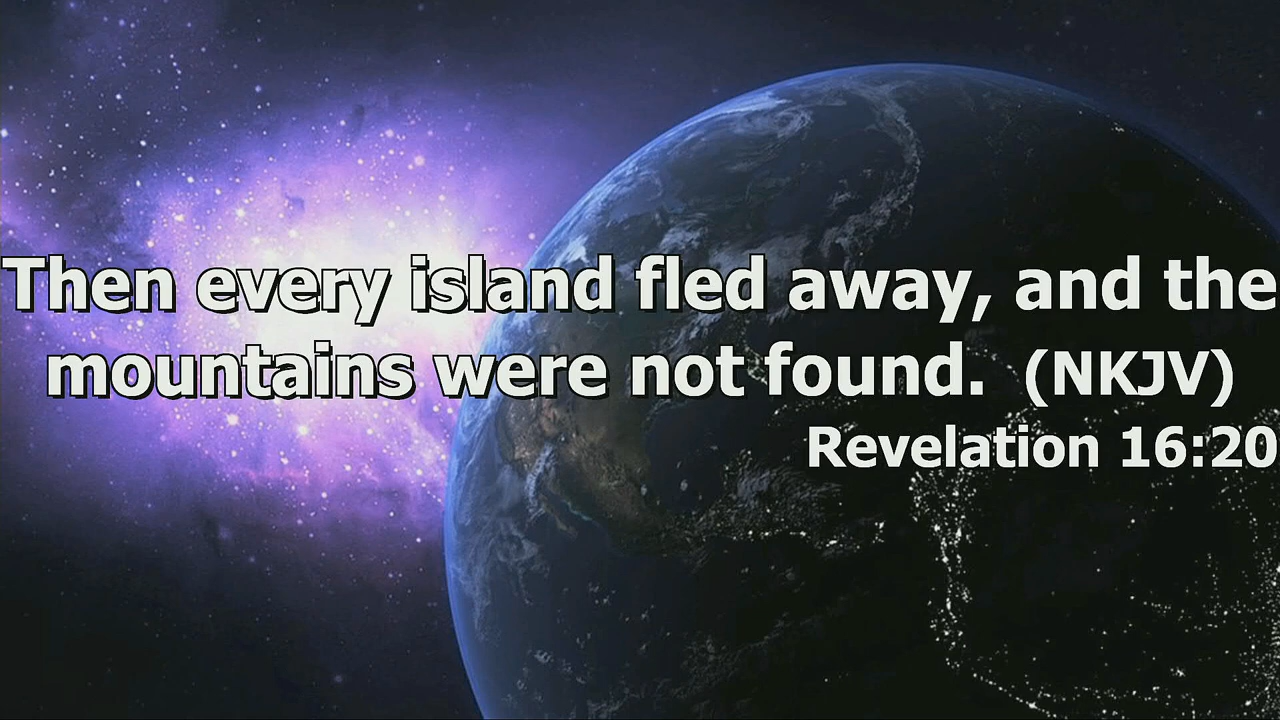 Then every island fled away, and the
mountains were not found. (NKJV)
Revelation 16:20